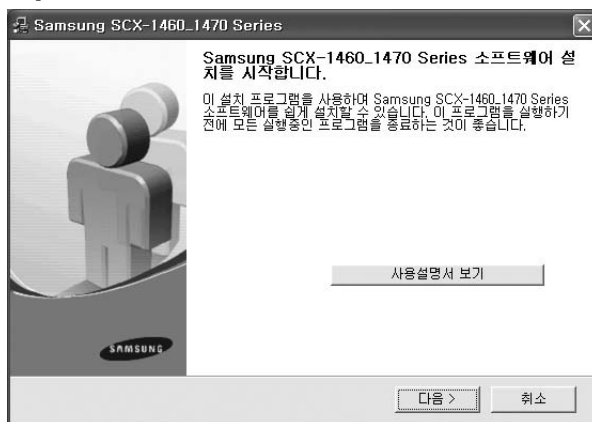 Samsung SCX-1460_1470 Series
Samsung SCX-1460_1470 Series 소프트웨어 설
치를 시작합니다.
이 설치 프로그램을 사용하여 Samsung SCX-1460_1470 Series
소프트웨어를 쉽게 설치할 수 있습니다. 이 프로그램을 실행하기
전에 모든 실행중인 프로그램을 종료하는 것이 좋습니다.
사용설명서 보기
SAMSUNG
다음 >
취소